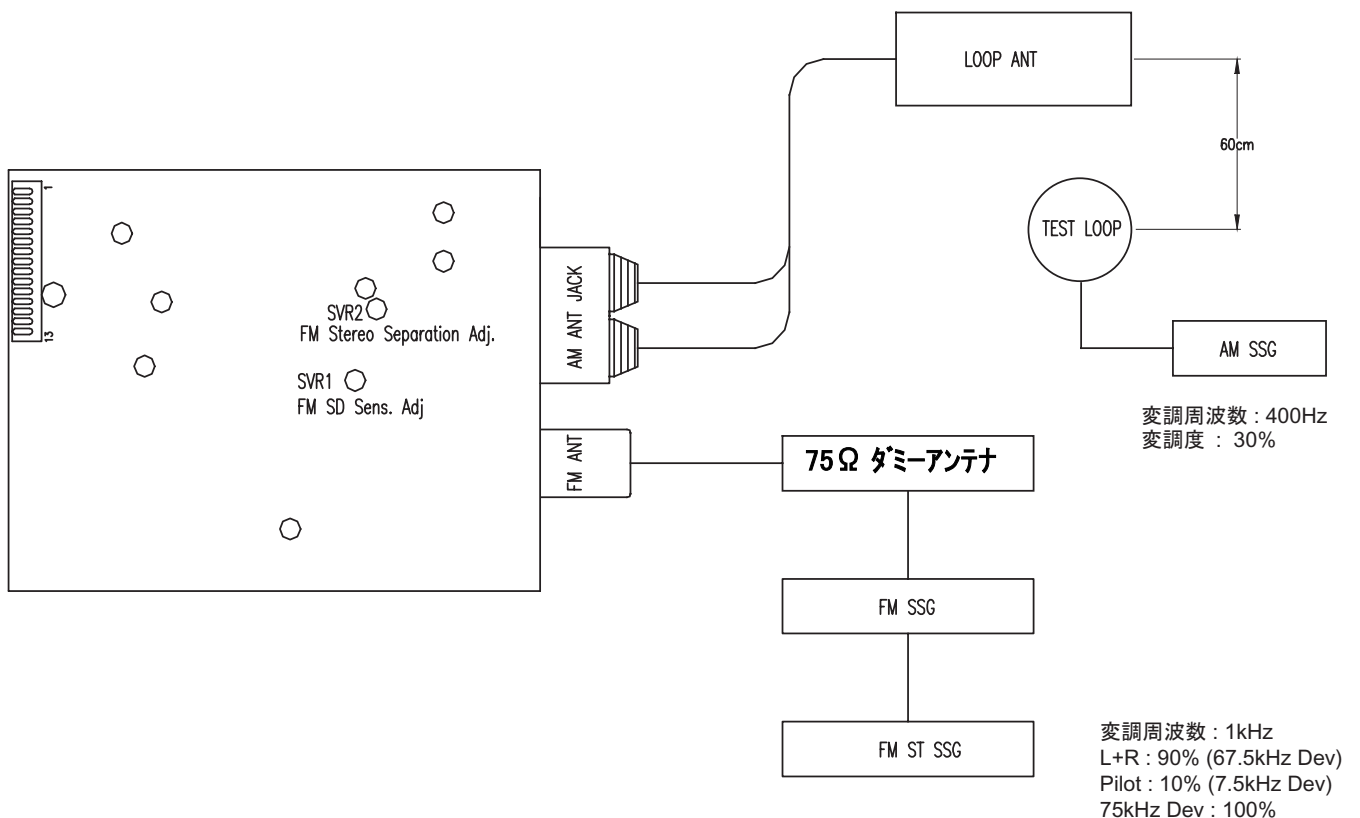 LOOP ANT
60cm
TEST LOOP
AM SSG
変調周波数 : 400Hz
変調度 : 30%
1
13
AM ANT JACK
SVR2
FM Stereo Separation Adj.
SVR1
FM SD Sens. Adj
FM ANT
75Ω ダミーアンテナ
FM SSG
FM ST SSG
変調周波数 : 1kHz
L+R : 90% (67.5kHz Dev)
Pilot : 10% (7.5kHz Dev)
75kHz Dev : 100%